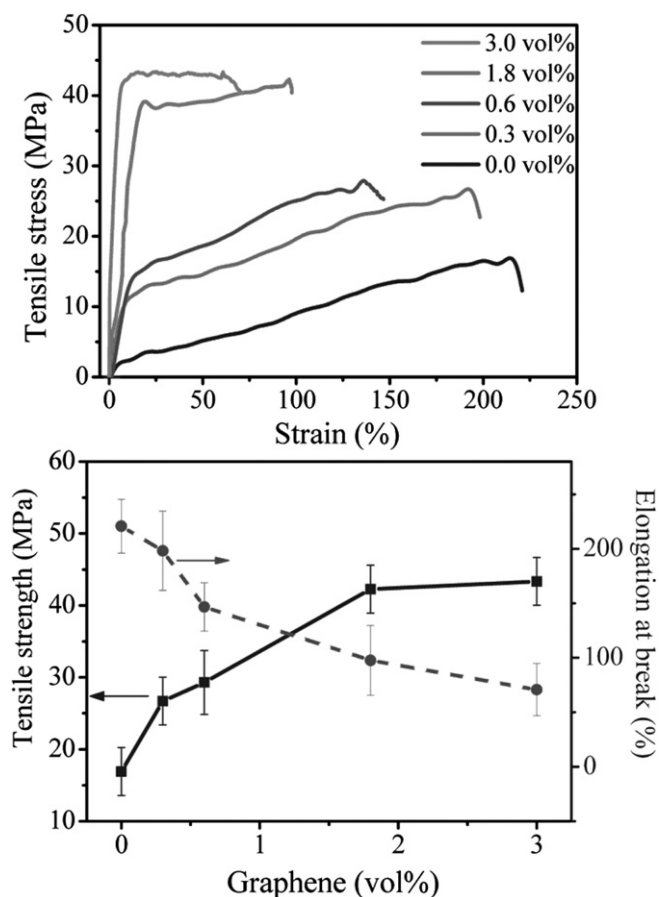 50
40
30
20
10
0
Tensile stress (MPa)
3.0 vol%
1.8 vol%
0.6 vol%
0.3 vol%
0.0 vol%
0 50 100 150 200 250
Strain (%)
60
50
40
30
20
10
Tensile strength (MPa)
200
100
0
Elongation at break
(%)
0 1 2 3
Graphene (vol%)